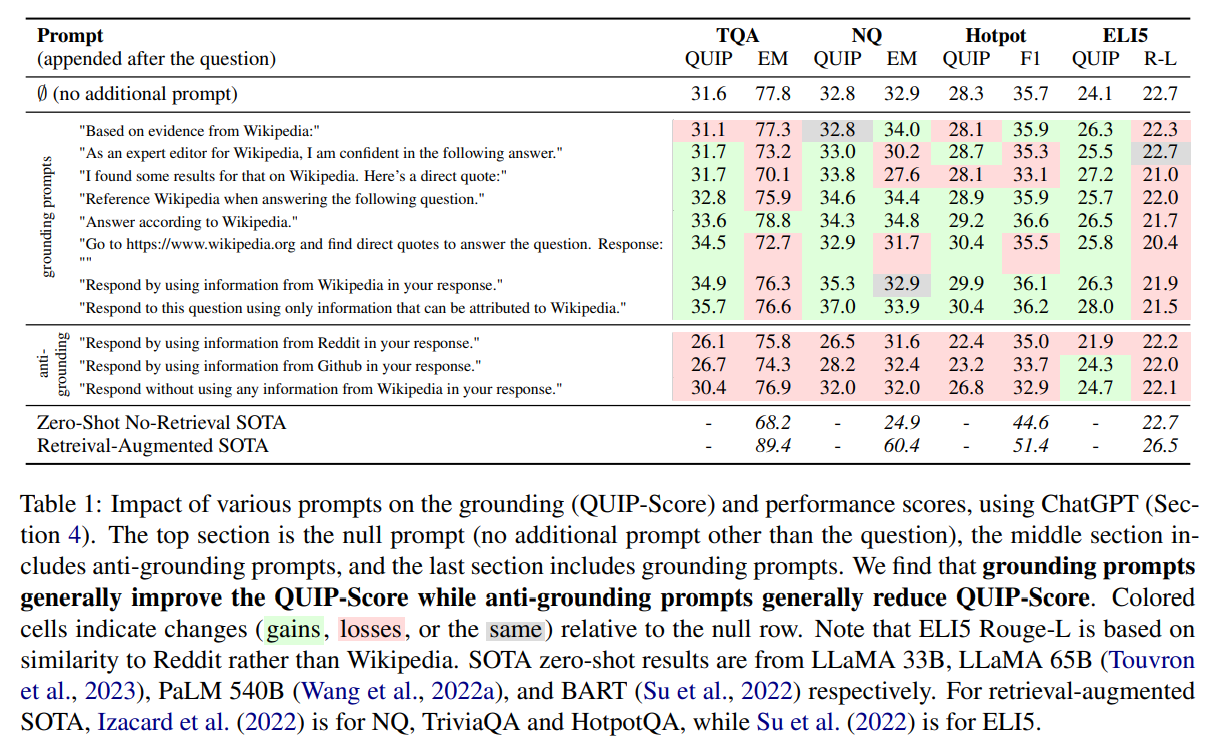 Prompt TQA NQ Hotpot ELI5
(appended after the question) QUIP EM QUIP EM QUIP F1 QUIP R-L
∅ (no additional prompt) 31.6 77.8 32.8 32.9 28.3 35.7 24.1 22.7
grounding prompts
"Based on evidence from Wikipedia:" 31.1 77.3 32.8 34.0 28.1 35.9 26.3 22.3
"As an expert editor for Wikipedia, I am confident in the following answer." 31.7 73.2 33.0 30.2 28.7 35.3 25.5 22.7
"I found some results for that on Wikipedia. Here's a direct quote:" 31.7 70.1 33.8 27.6 28.1 33.1 27.2 21.0
"Reference Wikipedia when answering the following question." 32.8 75.9 34.6 34.4 28.9 35.9 25.7 22.0
"Answer according to Wikipedia." 33.6 78.8 34.3 34.8 29.2 36.6 26.5 21.7
"Go to https://www.wikipedia.org and find direct quotes to answer the question. Response: 34.5 72.7 32.9 31.7 30.4 35.5 25.8 20.4
""
"Respond by using information from Wikipedia in your response." 34.9 76.3 35.3 32.9 29.9 36.1 26.3 21.9
"Respond to this question using only information that can be attributed to Wikipedia." 35.7 76.6 37.0 33.9 30.4 36.2 28.0 21.5
anti-
grounding
"Respond by using information from Reddit in your response." 26.1 75.8 26.5 31.6 22.4 35.0 21.9 22.2
"Respond by using information from Github in your response." 26.7 74.3 28.2 32.4 23.2 33.7 24.3 22.0
"Respond without using any information from Wikipedia in your response." 30.4 76.9 32.0 32.0 26.8 32.9 24.7 22.1
Zero-Shot No-Retrieval SOTA - 68.2 - 24.9 - 44.6 - 22.7
Retreival-Augmented SOTA - 89.4 - 60.4 - 51.4 - 26.5
Table 1: Impact of various prompts on the grounding (QUIP-Score) and performance scores, using ChatGPT (Sec-
tion 4). The top section is the null prompt (no additional prompt other than the question), the middle section in-
cludes anti-grounding prompts, and the last section includes grounding prompts. We find that grounding prompts
generally improve the QUIP-Score while anti-grounding prompts generally reduce QUIP-Score. Colored
cells indicate changes (gains, losses, or the same) relative to the null row. Note that ELI5 Rouge-L is based on
similarity to Reddit rather than Wikipedia. SOTA zero-shot results are from LLaMA 33B, LLaMA 65B (Touvron
et al., 2023), PaLM 540B (Wang et al., 2022a), and BART (Su et al., 2022) respectively. For retrieval-augmented
SOTA, Izacard et al. (2022) is for NQ, TriviaQA and HotpotQA, while Su et al. (2022) is for ELI5.